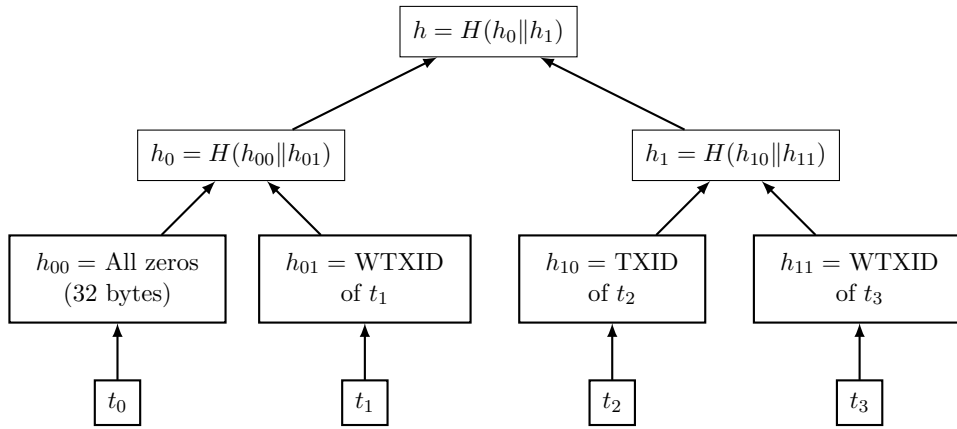 h = H(h₀‖h₁)
h₀ = H(h₀₀‖h₀₁)
h₁ = H(h₁₀‖h₁₁)
h₀₀ = All zeros
(32 bytes)
h₀₁ = WTXID
of t₁
h₁₀ = TXID
of t₂
h₁₁ = WTXID
of t₃
t₀
t₁
t₂
t₃